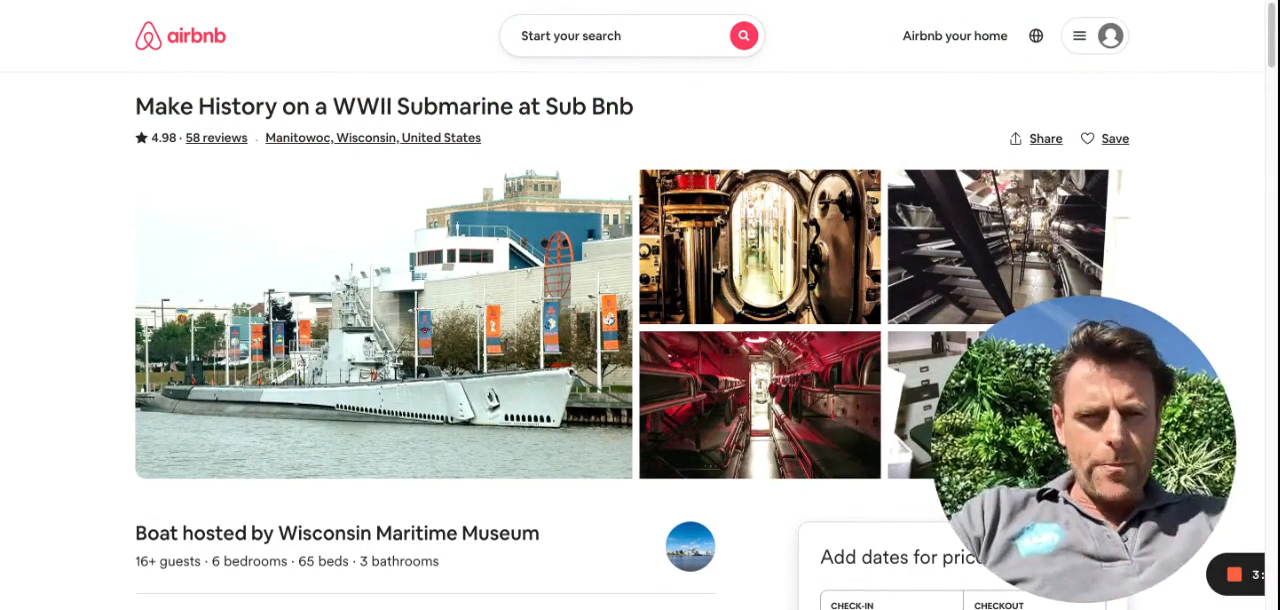 airbnb
Start your search
Airbnb your home
Make History on a WWII Submarine at Sub Bnb
4.98 · 58 reviews · Manitowoc, Wisconsin, United States
Share
Save
Boat hosted by Wisconsin Maritime Museum
16+ guests · 6 bedrooms · 65 beds · 3 bathrooms
Add dates for
CHECK-IN
CHECKOUT
3: